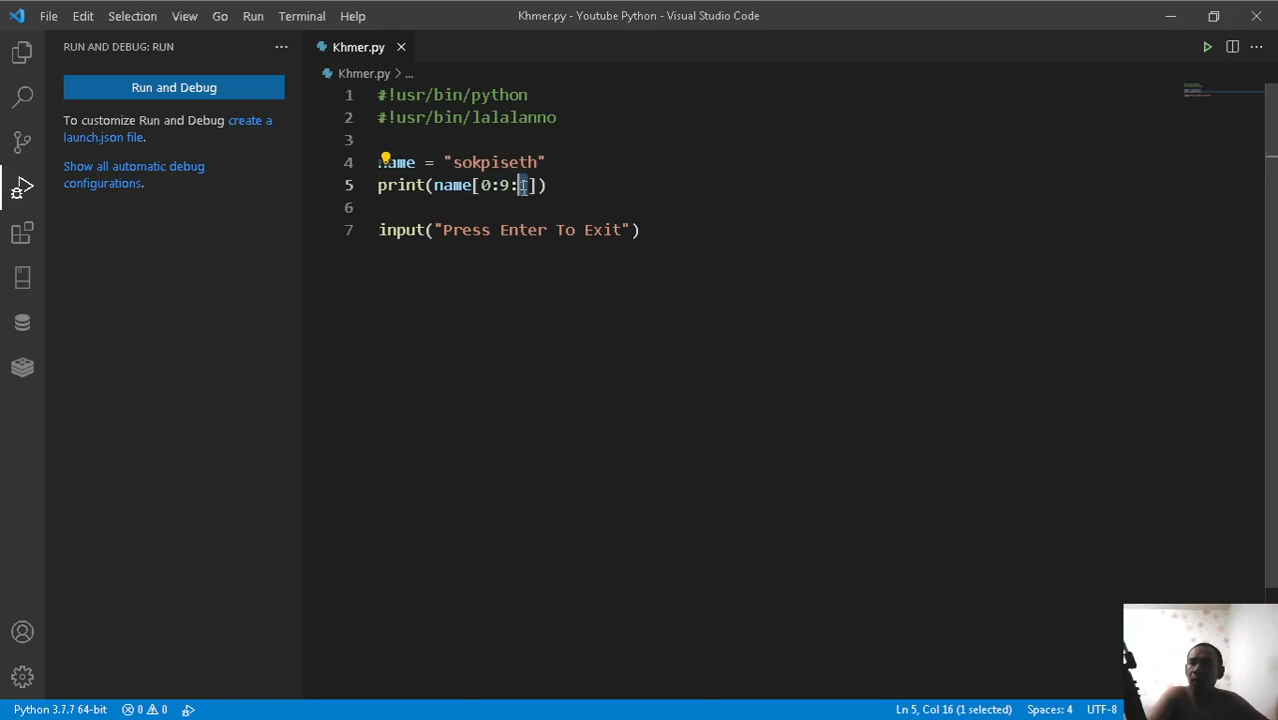 File Edit Selection View Go Run Terminal Help Khmer.py - Youtube Python - Visual Studio Code
RUN AND DEBUG: RUN ...
Khmer.py
Run and Debug
To customize Run and Debug create a
launch.json file.
Show all automatic debug
configurations.
Khmer.py > ...
1 #!usr/bin/python
2 #!usr/bin/lalalanno
3
4 name = "sokpiseth"
5 print(name[0:9: ])
6
7 input("Press Enter To Exit")
Python 3.7.7 64-bit 0 0 Ln 5, Col 16 (1 selected) Spaces: 4 UTF-8